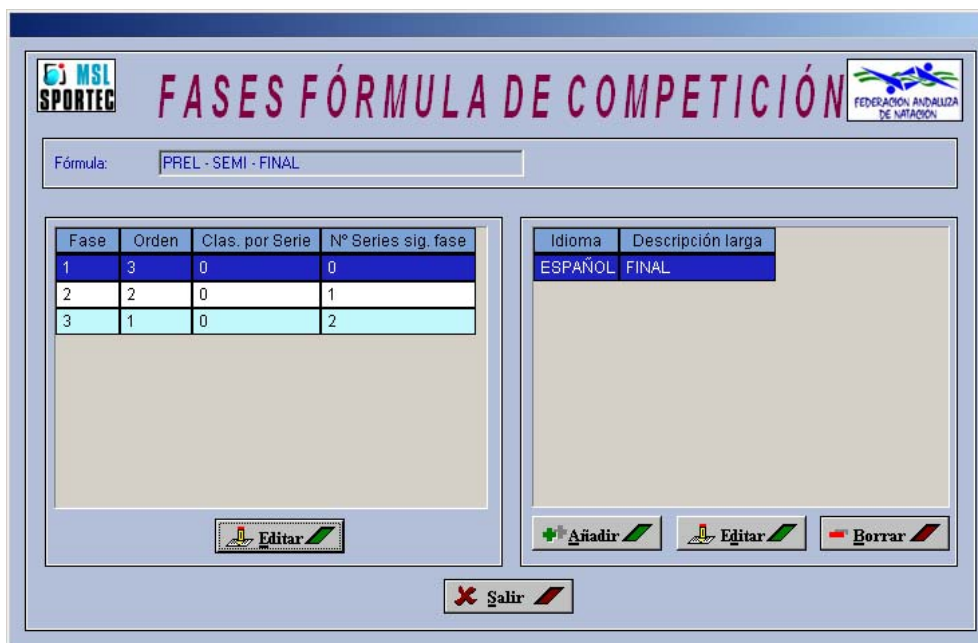 MSL
SPORTEC
FASES FÓRMULA DE COMPETICIÓN
FEDERACION ANDALUZA
DE NATACION
Fórmula: PREL - SEMI - FINAL
Fase Orden Clas. por Serie Nº Series sig. fase
1 3 0 0
2 2 0 1
3 1 0 2
Editar
Idioma Descripción larga
ESPAÑOL FINAL
Añadir Editar Borrar
Salir